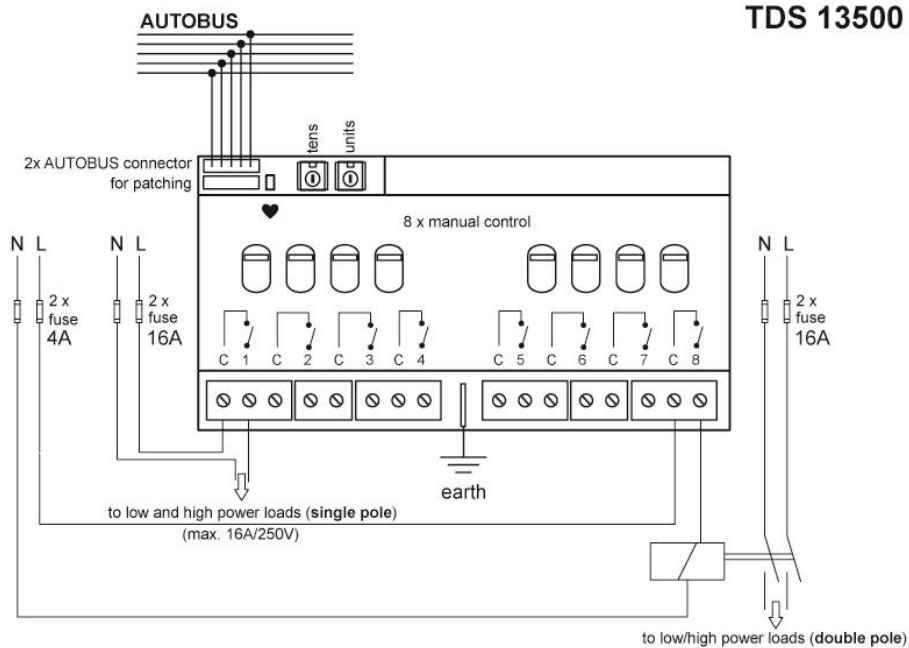 AUTOBUS
TDS 13500
tens
units
2x AUTOBUS connector
for patching
8 x manual control
N L
2 x
fuse
4A
N L
2 x
fuse
16A
N L
2 x
fuse
16A
C 1 C 2 C 3 C 4 C 5 C 6 C 7 C 8
earth
to low and high power loads (single pole)
(max. 16A/250V)
to low/high power loads (double pole)